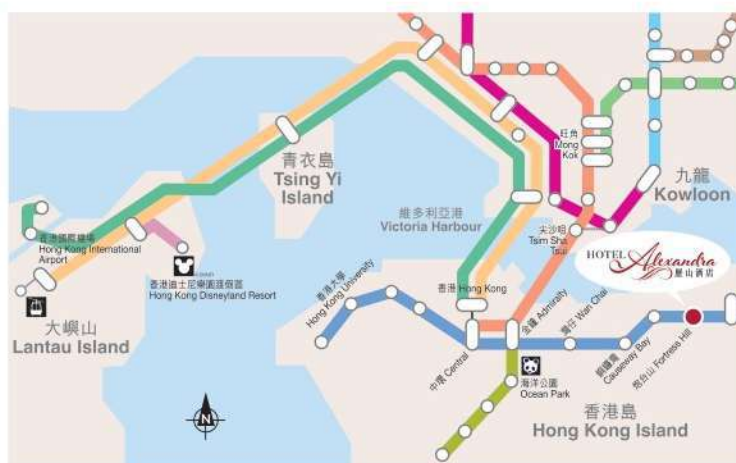 旺角
Mong
Kok
九龍
Kowloon
青衣島
Tsing Yi
Island
維多利亞港
Victoria Harbour
尖沙咀
Tsim Sha
Tsui
HOTEL Alexandra
歷山酒店
香港國際機場
Hong Kong International
Airport
香港迪士尼樂園渡假區
Hong Kong Disneyland Resort
大嶼山
Lantau Island
香港大學
Hong Kong University
香港 Hong Kong
中環 Central
金鐘 Admiralty
灣仔 Wan Chai
銅鑼灣
Causeway Bay
炮台山 Fortress Hill
海洋公園
Ocean Park
香港島
Hong Kong Island
N